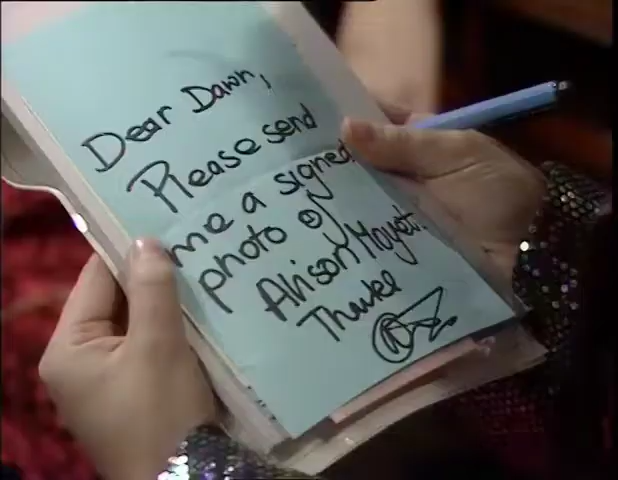 Dear Dawn,
Please send
me a signed
photo of
Alison Moyet.
Thanks